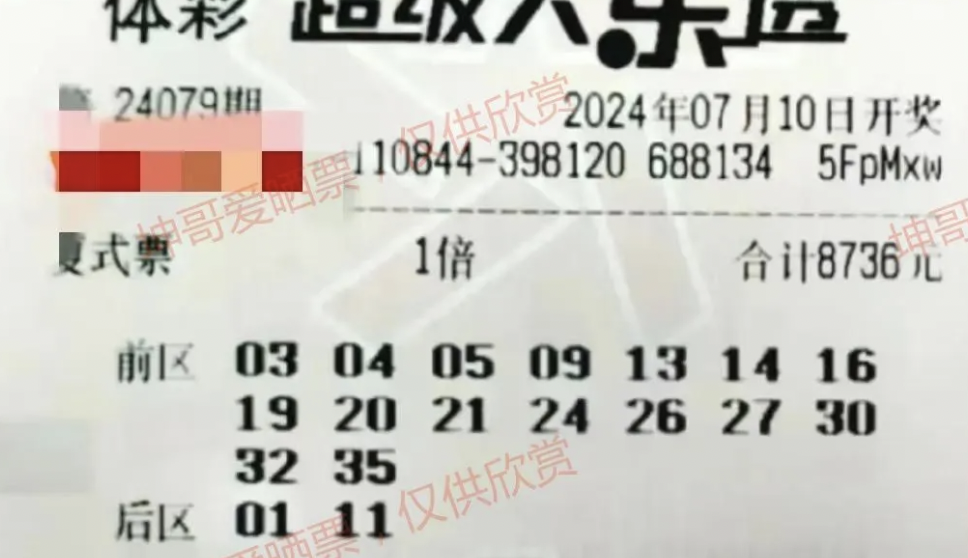 体彩 超级大乐透
第 24079期 2024年07月10日开奖
110844-398120 688134 5FpMxw
复式票 1倍 合计8736元
前区 03 04 05 09 13 14 16
19 20 21 24 26 27 30
32 35
后区 01 11
坤哥爱晒票 仅供欣赏
坤哥
坤哥爱晒票 仅供欣赏